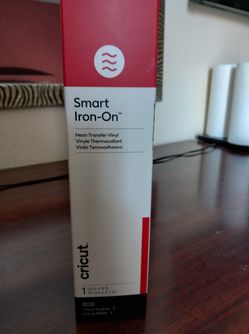 Smart
Iron-On™
Heat-Transfer Vinyl
Vinyle Thermocollant
Vinilo Termoadhesivo
cricut
1